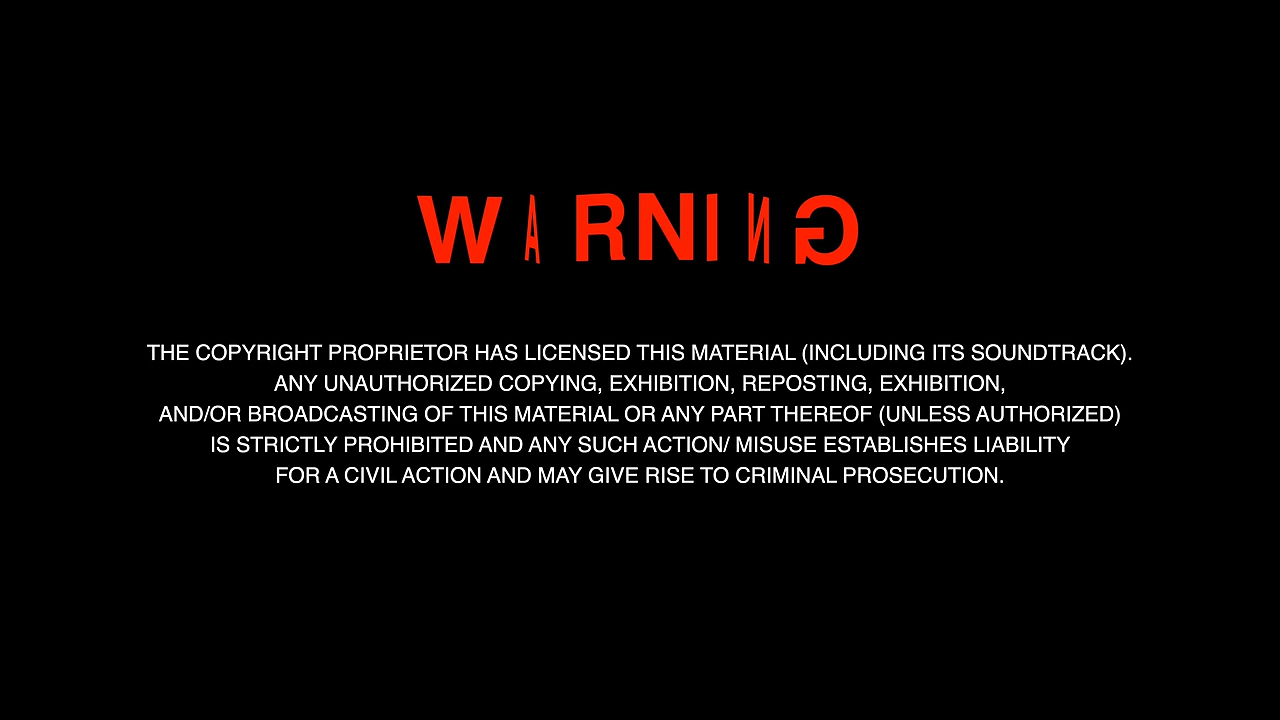 WARNING
THE COPYRIGHT PROPRIETOR HAS LICENSED THIS MATERIAL (INCLUDING ITS SOUNDTRACK).
ANY UNAUTHORIZED COPYING, EXHIBITION, REPOSTING, EXHIBITION,
AND/OR BROADCASTING OF THIS MATERIAL OR ANY PART THEREOF (UNLESS AUTHORIZED)
IS STRICTLY PROHIBITED AND ANY SUCH ACTION/ MISUSE ESTABLISHES LIABILITY
FOR A CIVIL ACTION AND MAY GIVE RISE TO CRIMINAL PROSECUTION.